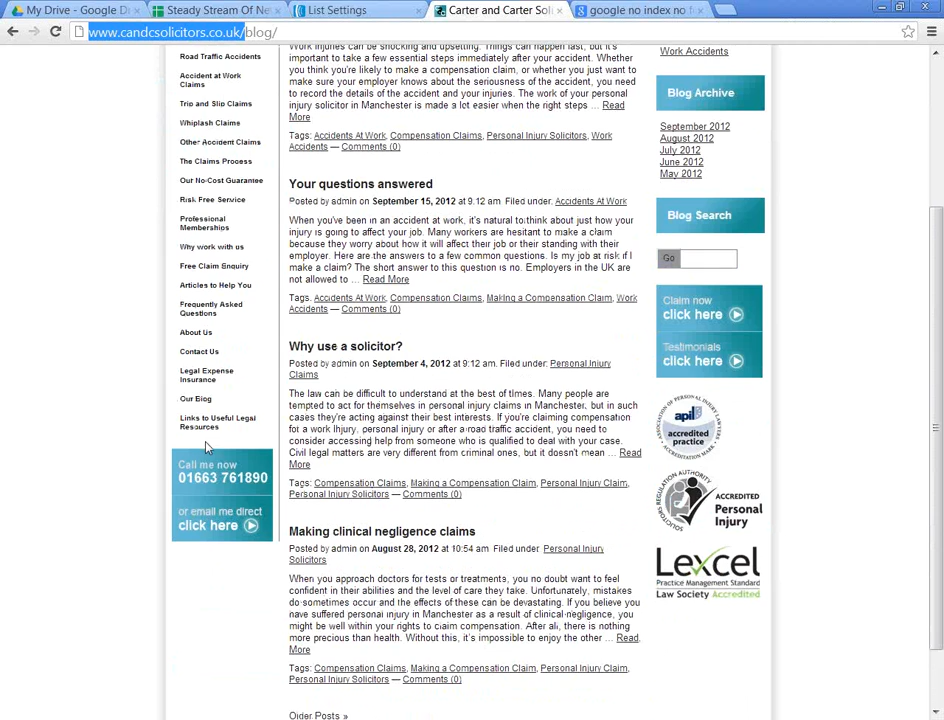 My Drive - Google D
Steady Stream Of Ne
List Settings
Carter and Carter Soli
google no index no f
www.candcsolicitors.co.uk/blog/
Road Traffic Accidents
Accident at Work
Claims
Trip and Slip Claims
Whiplash Claims
Other Accident Claims
The Claims Process
Our No-Cost Guarantee
Risk Free Service
Professional
Memberships
Why work with us
Free Claim Enquiry
Articles to Help You
Frequently Asked
Questions
About Us
Contact Us
Legal Expense
Insurance
Our Blog
Links to Useful Legal
Resources
Call me now
01663 761890
or email me direct
click here
Work injuries can be shocking and upsetting. Things can happen fast, but it's
important to take a few essential steps immediately after your accident.
Whether you think you're likely to make a compensation claim, or whether you just want to
make sure your employer knows about the seriousness of the accident, you need
to record the details of the accident and your injuries. The work of your personal
injury solicitor in Manchester is made a lot easier when the right steps ... Read
More
Tags: Accidents At Work, Compensation Claims, Personal Injury Solicitors, Work
Accidents — Comments (0)
Your questions answered
Posted by admin on September 15, 2012 at 9.12 am Filed under: Accidents At Work
When you've been in an accident at work, it's natural to think about just how your
injury is going to affect your job. Many workers are hesitant to make a claim
because they worry about how it will affect their job or their standing with their
employer. Here are the answers to a few common questions. Is my job at risk if I
make a claim? The short answer to this question is no. Employers in the UK are
not allowed to ... Read More
Tags: Accidents At Work, Compensation Claims, Making a Compensation Claim, Work
Accidents — Comments (0)
Why use a solicitor?
Posted by admin on September 4, 2012 at 9.12 am. Filed under: Personal Injury
Claims
The law can be difficult to understand at the best of times. Many people are
tempted to act for themselves in personal injury claims in Manchester, but in such
cases they're acting against their best interests. If you're claiming compensation
for a work injury, personal injury or after a road traffic accident, you need to
consider accessing help from someone who is qualified to deal with your case.
Civil legal matters are very different from criminal ones, but it doesn't mean ... Read
More
Tags: Compensation Claims, Making a Compensation Claim, Personal Injury Claim,
Personal Injury Solicitors — Comments (0)
Making clinical negligence claims
Posted by admin on August 28, 2012 at 10:54 am Filed under: Personal Injury
Solicitors
When you approach doctors for tests or treatments, you no doubt want to feel
confident in their abilities and the level of care they take. Unfortunately, mistakes
do sometimes occur and the effects of these can be devastating. If you believe you
have suffered personal injury in Manchester as a result of clinical negligence, you
might be well within your rights to claim compensation. After all, there is nothing
more precious than health. Without this, it's impossible to enjoy the other ... Read
More
Tags: Compensation Claims, Making a Compensation Claim, Personal Injury Claim,
Personal Injury Solicitors — Comments (0)
Older Posts »
Work Accidents
Blog Archive
September 2012
August 2012
July 2012
June 2012
May 2012
Blog Search
Go
Claim now
click here
Testimonials
click here
ASSOCIATION OF PERSONAL INJURY LAWYERS
apil
accredited
practice
ACCREDITATION MARK
SOLICITORS REGULATION AUTHORITY
ACCREDITED
Personal
Injury
Lexcel
Practice Management Standard
Law Society Accredited